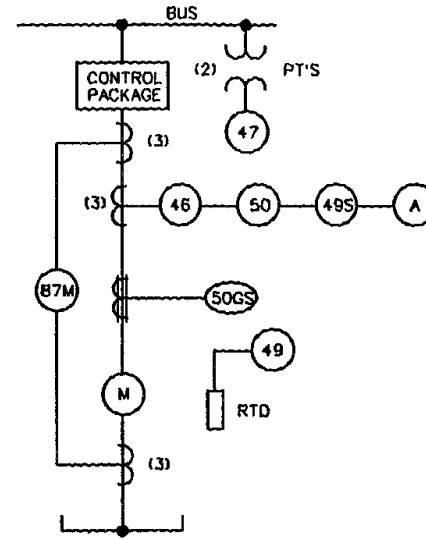 BUS
(2) PT'S
CONTROL
PACKAGE
47
(3)
(3) 46 50 49S A
87M
50GS
49
M
RTD
(3)